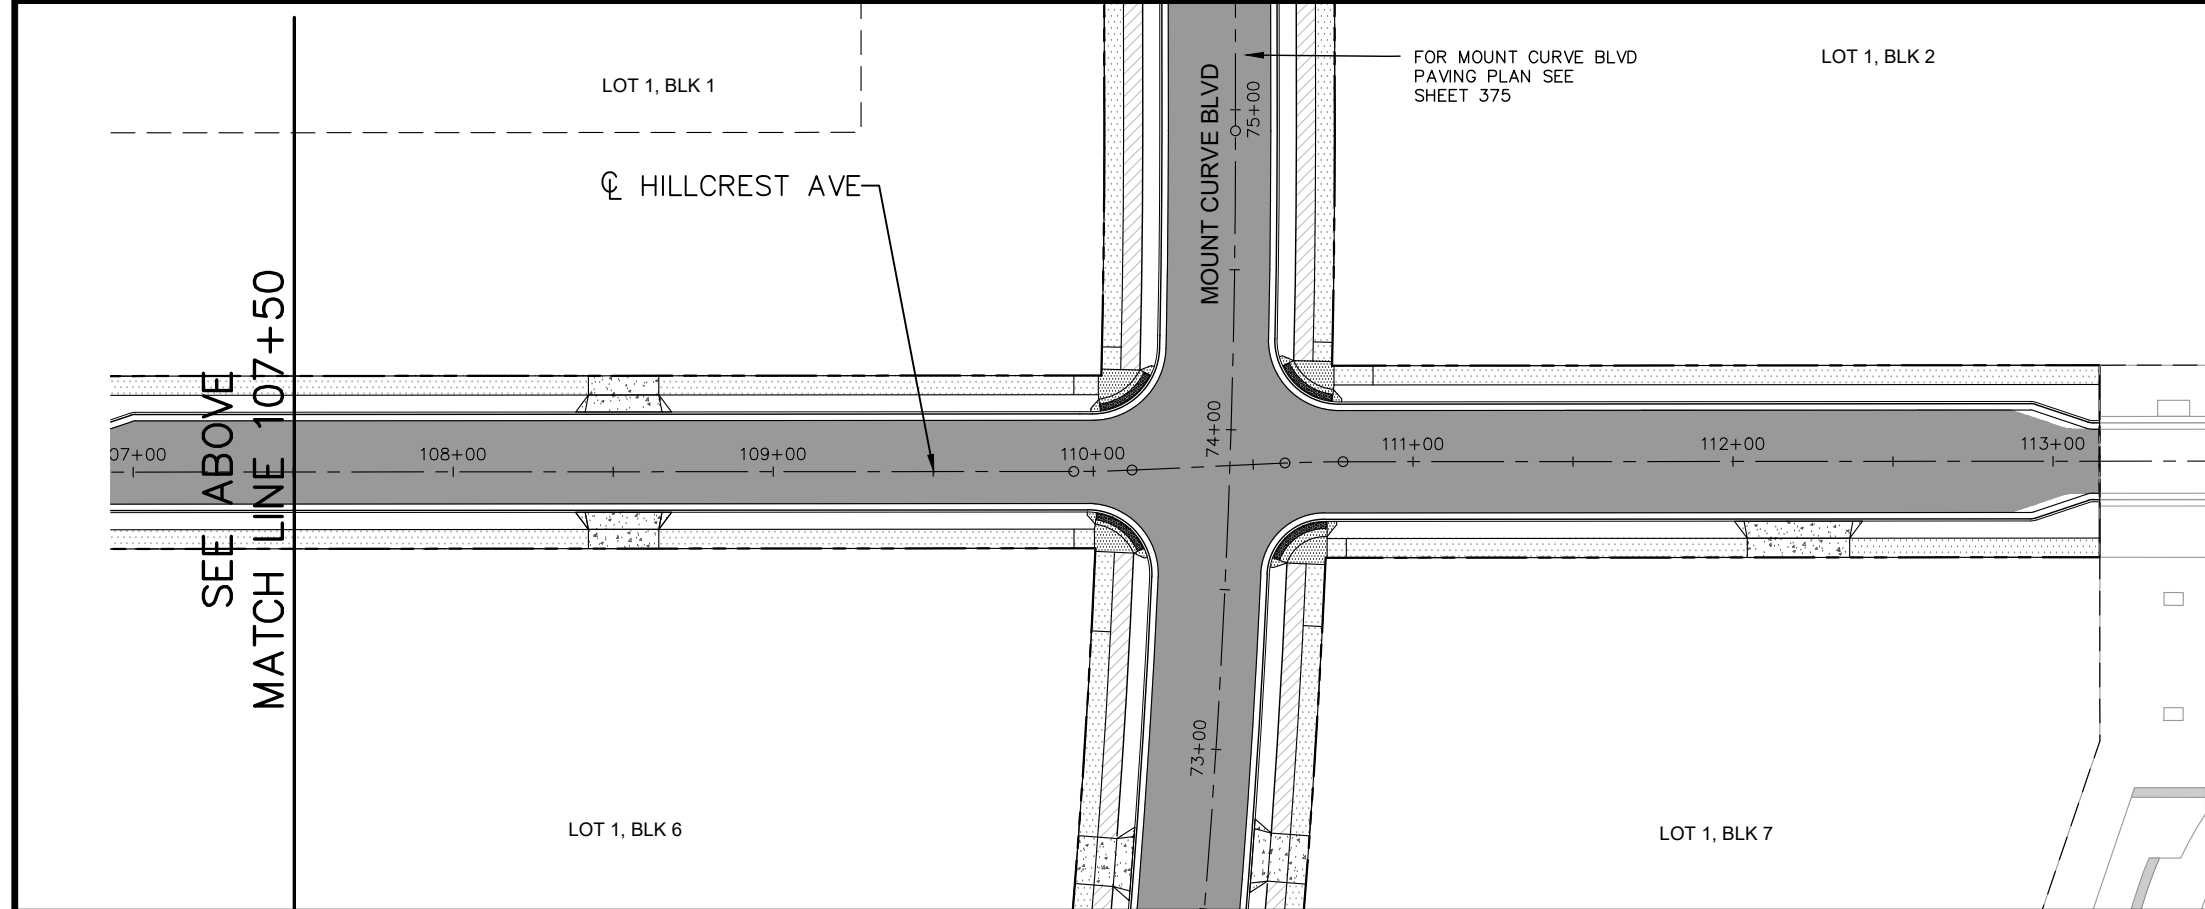 LOT 1, BLK 1
FOR MOUNT CURVE BLVD
PAVING PLAN SEE
SHEET 375
LOT 1, BLK 2
MOUNT CURVE BLVD
75+00
℄ HILLCREST AVE
SEE ABOVE
MATCH LINE 107+50
07+00
108+00
109+00
110+00
74+00
111+00
112+00
113+00
73+00
LOT 1, BLK 6
LOT 1, BLK 7